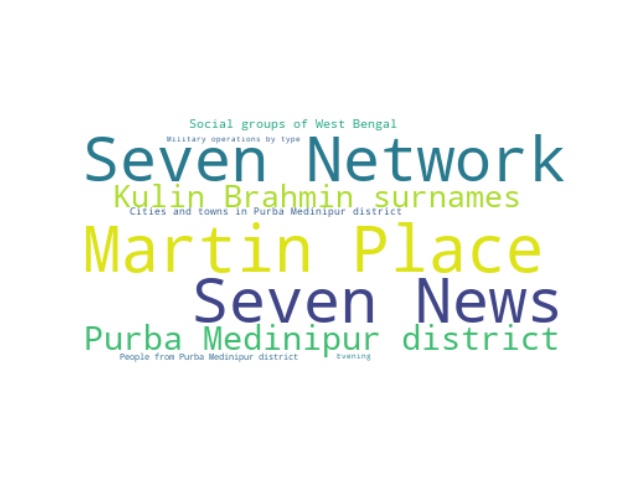 Social groups of West Bengal
Military operations by type
Seven Network
Kulin Brahmin surnames
Cities and towns in Purba Medinipur district
Martin Place
Seven News
Purba Medinipur district
People from Purba Medinipur district
Evening